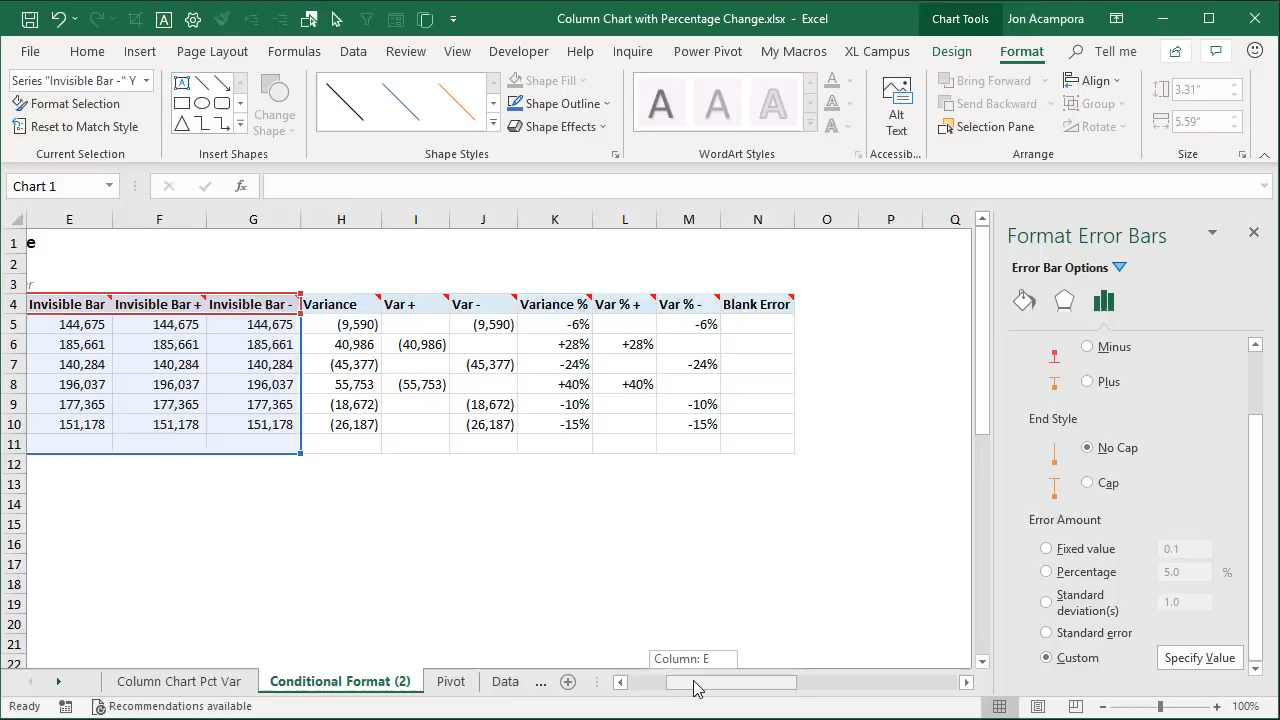 Column Chart with Percentage Change.xlsx - Excel
Chart Tools
Jon Acampora
File Home Insert Page Layout Formulas Data Review View Developer Help Inquire Power Pivot My Macros XL Campus Design Format Tell me
Series "Invisible Bar -" Y
Format Selection
Reset to Match Style
Current Selection
Change
Shape
Insert Shapes
Shape Fill
Shape Outline
Shape Effects
Shape Styles
A A A
WordArt Styles
Alt
Text
Accessib...
Bring Forward
Send Backward
Selection Pane
Align
Group
Rotate
Arrange
3.31"
5.59"
Size
Chart 1
fx
E F G H I J K L M N O P Q
1 e
2
3 r
4 Invisible Bar Invisible Bar + Invisible Bar - Variance Var + Var - Variance % Var % + Var % - Blank Error
5 144,675 144,675 144,675 (9,590) (9,590) -6% -6%
6 185,661 185,661 185,661 40,986 (40,986) +28% +28%
7 140,284 140,284 140,284 (45,377) (45,377) -24% -24%
8 196,037 196,037 196,037 55,753 (55,753) +40% +40%
9 177,365 177,365 177,365 (18,672) (18,672) -10% -10%
10 151,178 151,178 151,178 (26,187) (26,187) -15% -15%
11
12
13
14
15
16
17
18
19
20
21
22
Column: E
Format Error Bars
Error Bar Options
Minus
Plus
End Style
No Cap
Cap
Error Amount
Fixed value 0.1
Percentage 5.0 %
Standard
deviation(s) 1.0
Standard error
Custom Specify Value
Column Chart Pct Var Conditional Format (2) Pivot Data ...
Ready Recommendations available 100%